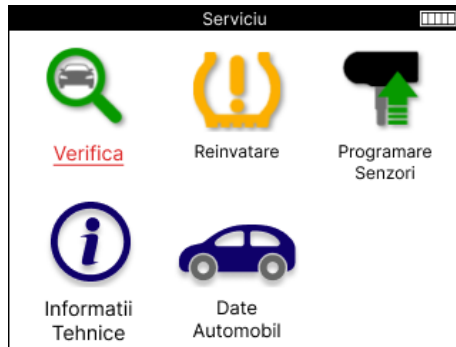 Serviciu
Verifica
Reinvatare
Programare
Senzori
Informatii
Tehnice
Date
Automobil